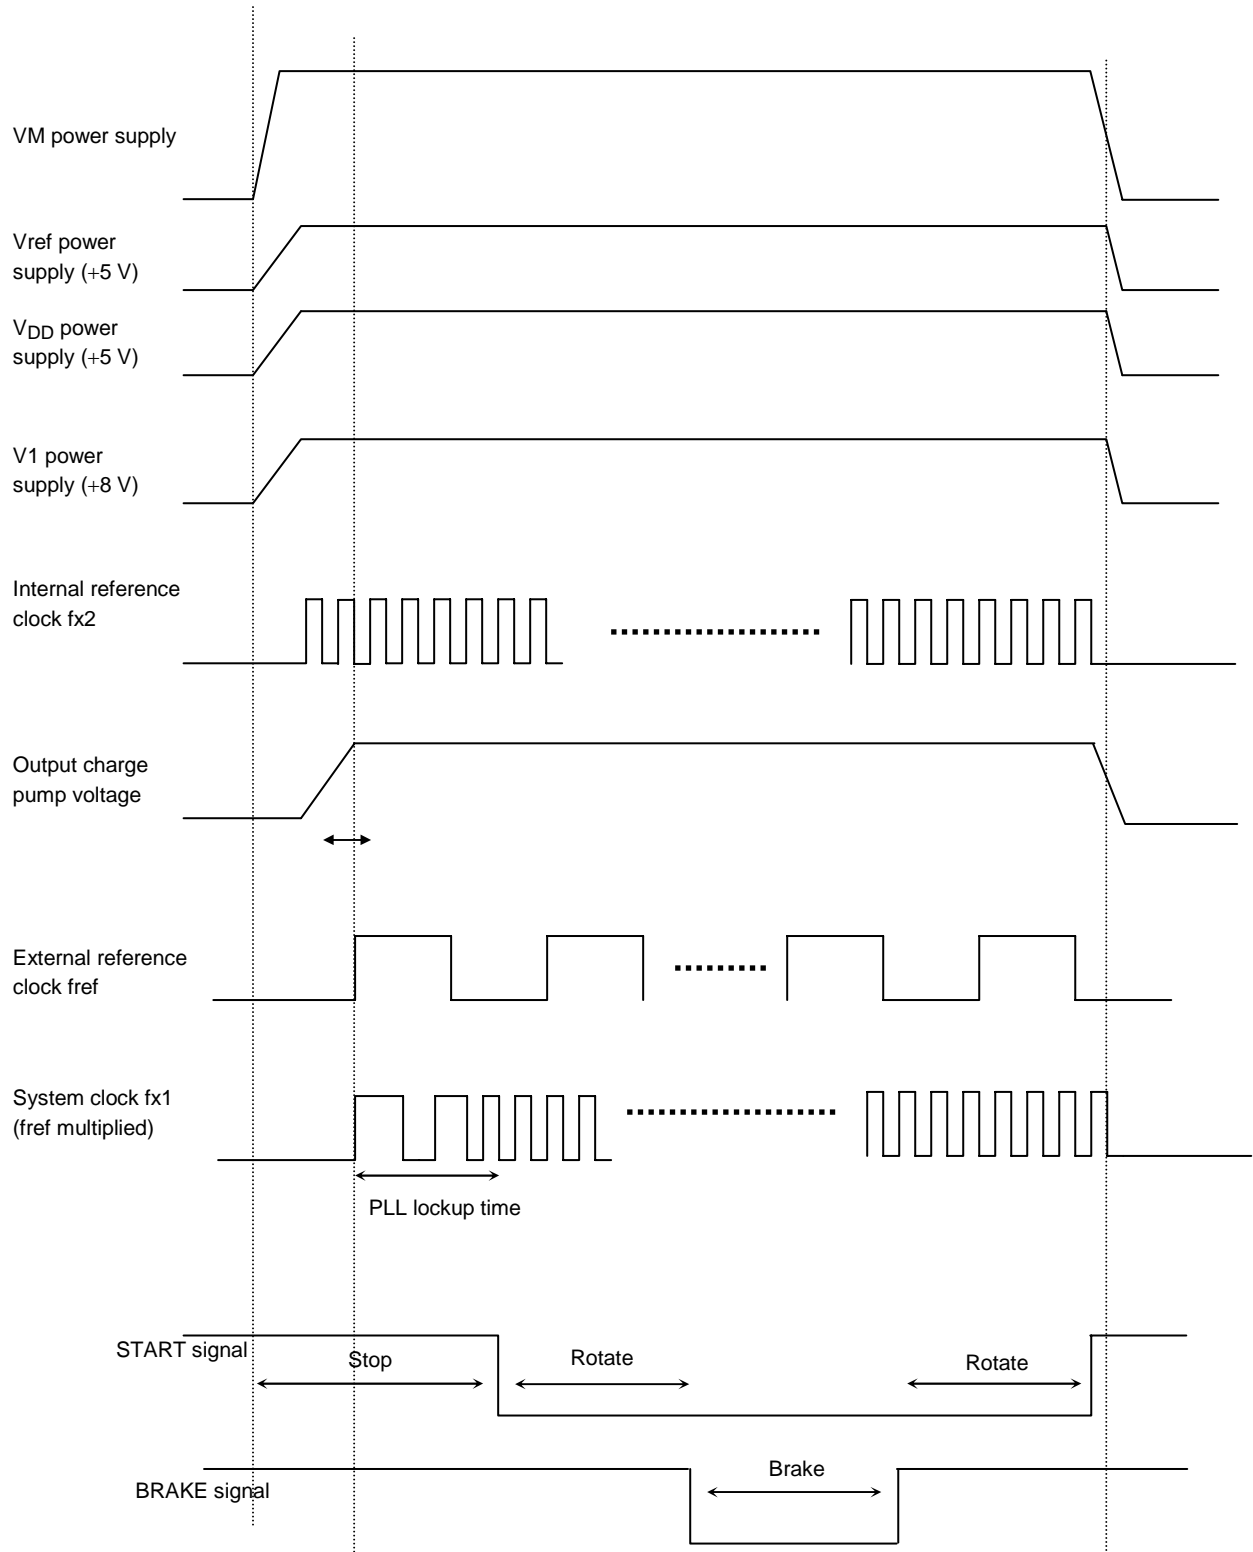 VM power supply
Vref power
supply (+5 V)
VDD power
supply (+5 V)
V1 power
supply (+8 V)
Internal reference
clock fx2
Output charge
pump voltage
External reference
clock fref
System clock fx1
(fref multiplied)
PLL lockup time
START signal
Stop
Rotate
Rotate
Brake
BRAKE signal